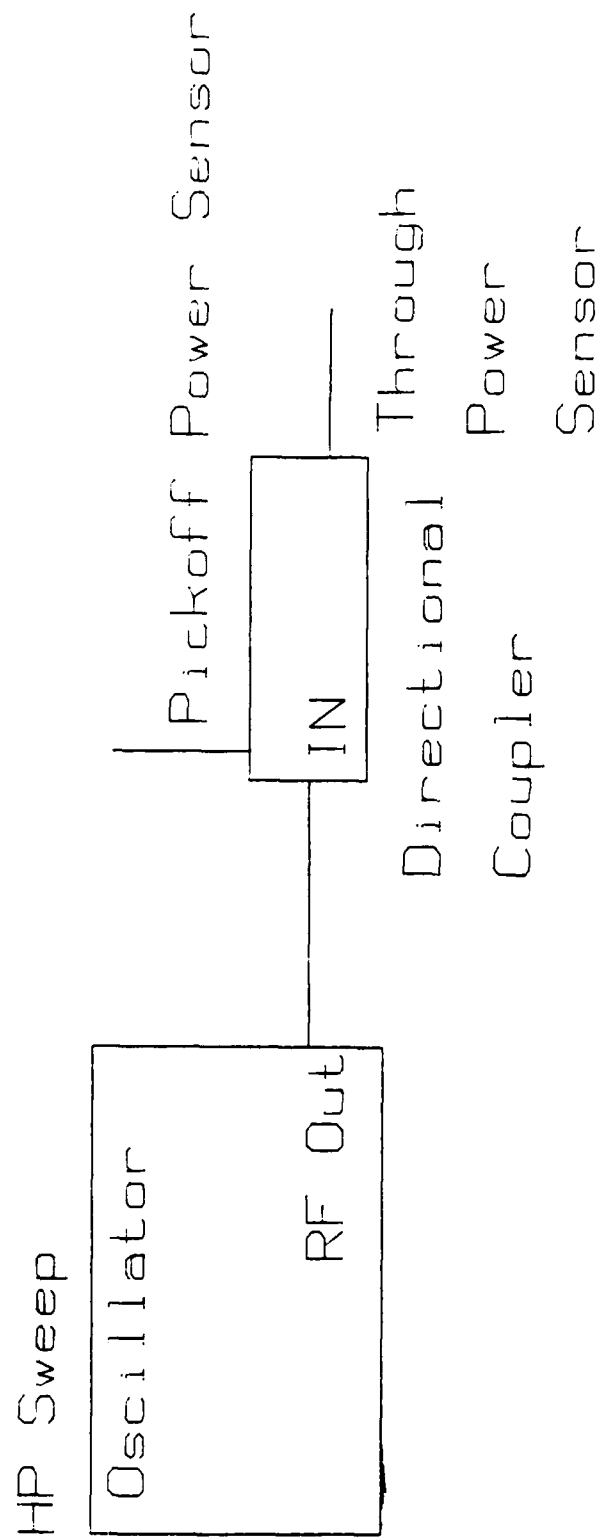 HP Sweep
Oscillator
RF Out
Pickoff Power Sensor
IN
Directional
Coupler
Through
Power
Sensor